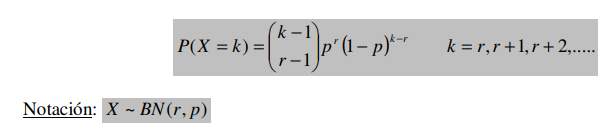 P(X = k) = \binom{k-1}{r-1} p^r (1-p)^{k-r}     k = r, r+1, r+2,.....
Notación: X ~ BN(r, p)